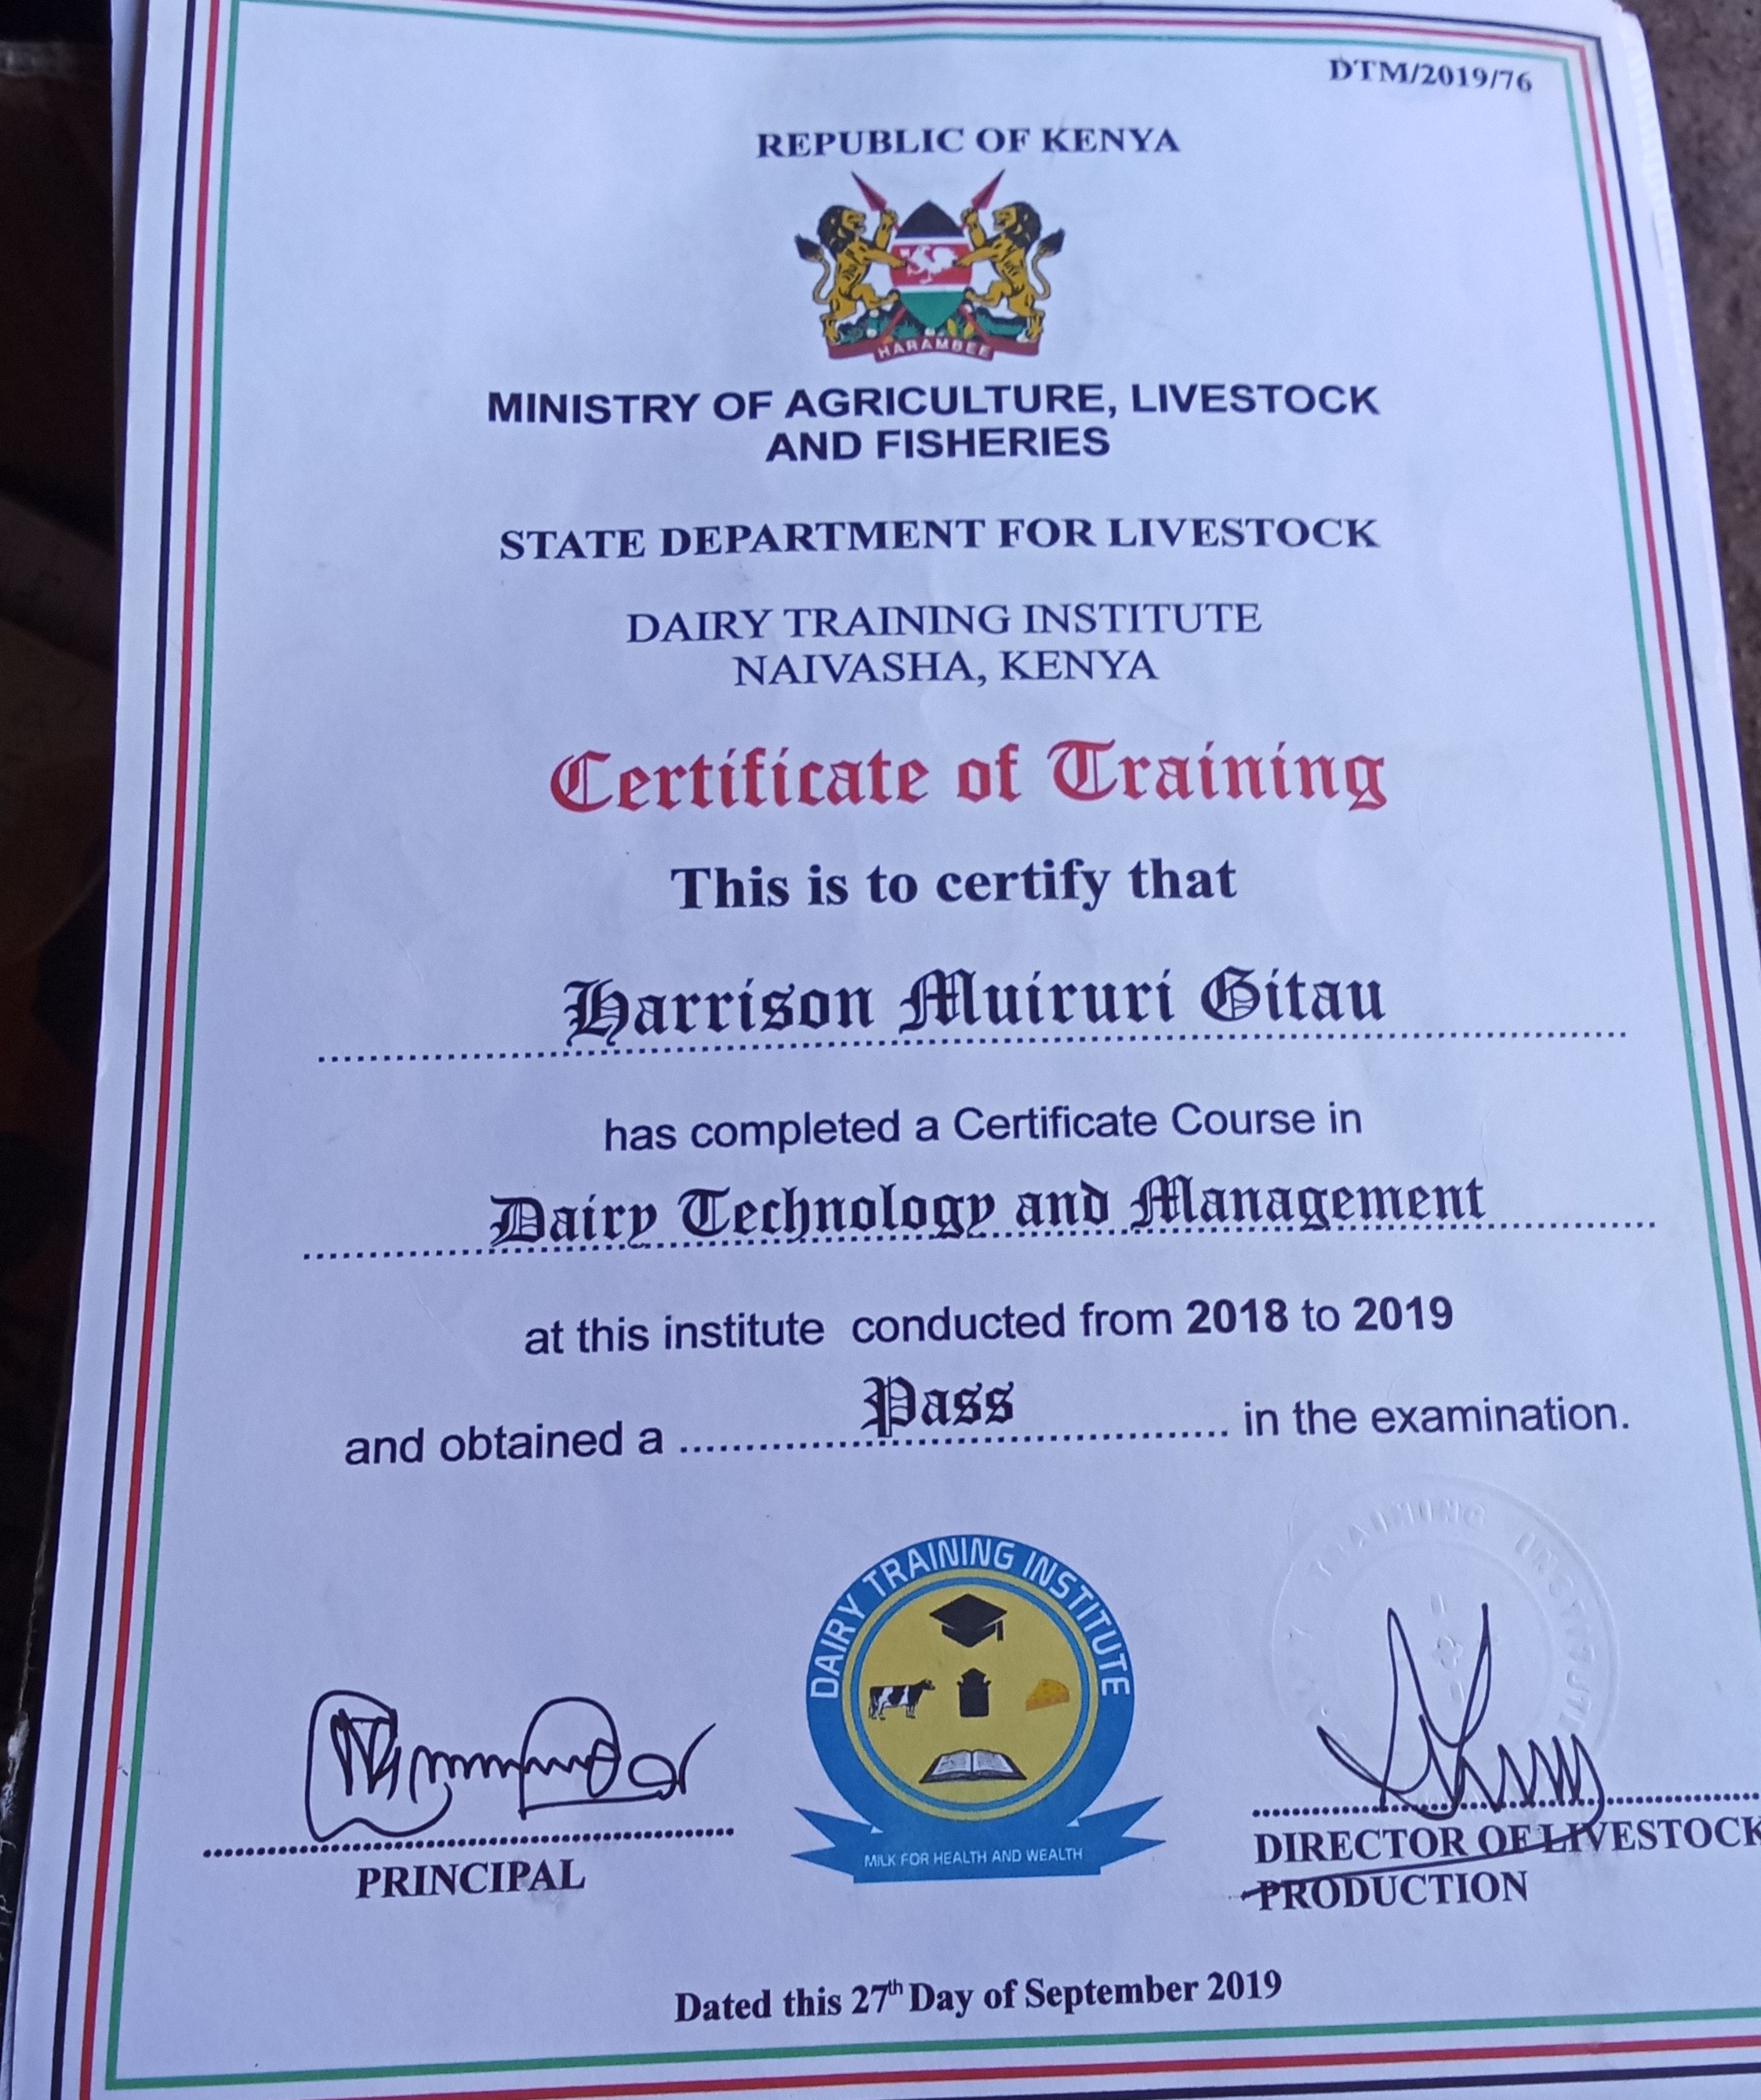 DTM/2019/76
REPUBLIC OF KENYA
HARAMBEE
MINISTRY OF AGRICULTURE, LIVESTOCK
AND FISHERIES
STATE DEPARTMENT FOR LIVESTOCK
DAIRY TRAINING INSTITUTE
NAIVASHA, KENYA
Certificate of Training
This is to certify that
Harrison Muiruri Gitau
has completed a Certificate Course in
Dairy Technology and Management
at this institute conducted from 2018 to 2019
and obtained a Pass in the examination.
TRAINING INSTITUTE
DAIRY TRAINING INSTITUTE
MILK FOR HEALTH AND WEALTH
PRINCIPAL
DIRECTOR OF LIVESTOCK
PRODUCTION
Dated this 27th Day of September 2019